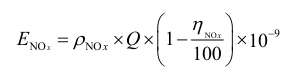 E_{NOx} = ρ_{NOx} × Q × (1 − η_{NOx}/100) × 10^{−9}